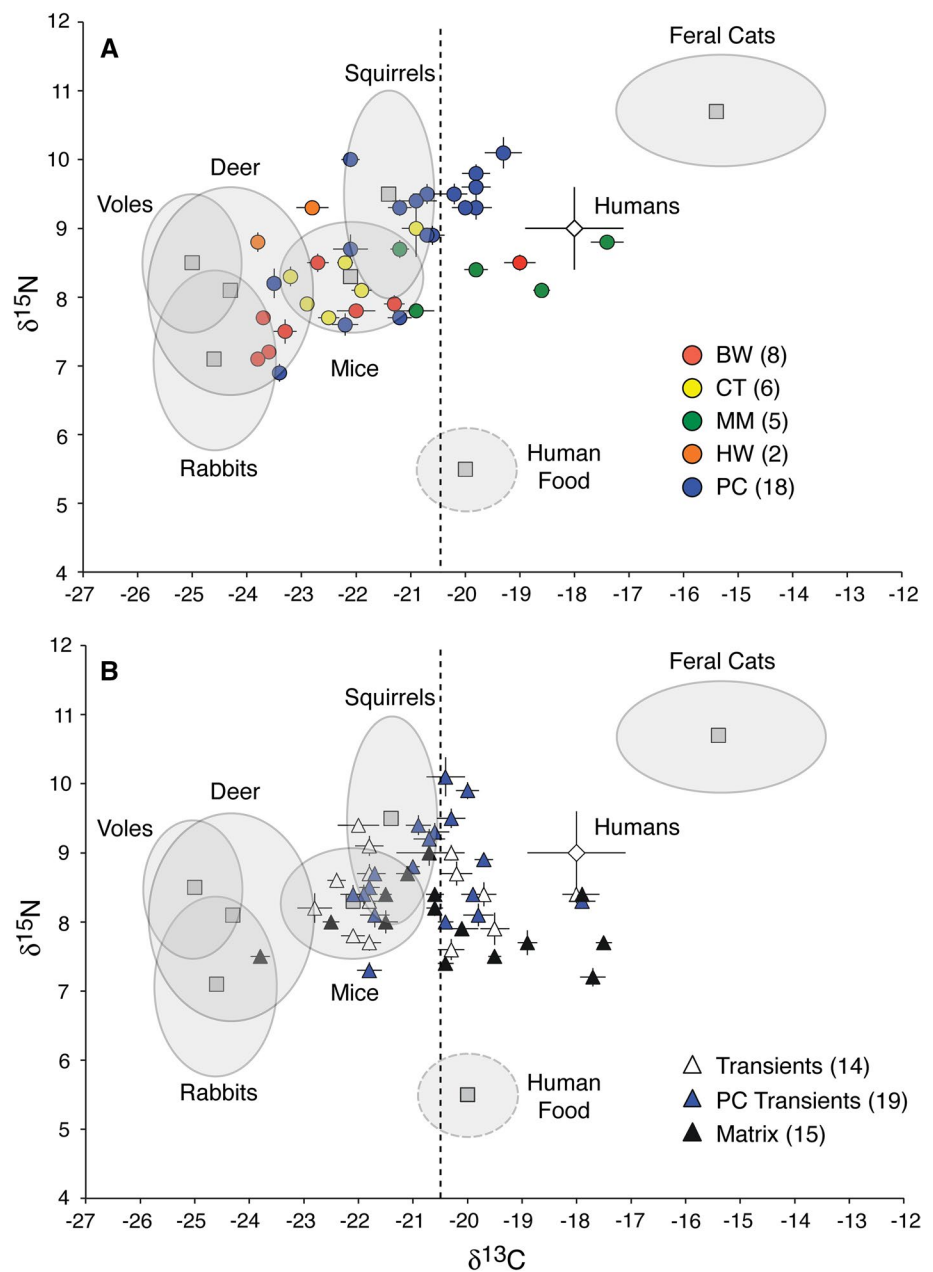 12
A
Feral Cats
Squirrels
11
10
Deer
Voles
Humans
9
8
δ15N
7
Mice
BW (8)
CT (6)
MM (5)
HW (2)
PC (18)
6
Rabbits
Human
Food
5
4
-27 -26 -25 -24 -23 -22 -21 -20 -19 -18 -17 -16 -15 -14 -13 -12
12
B
Feral Cats
Squirrels
11
10
Deer
Voles
Humans
9
8
δ15N
7
Mice
6
Rabbits
Human
Food
Transients (14)
PC Transients (19)
Matrix (15)
5
4
-27 -26 -25 -24 -23 -22 -21 -20 -19 -18 -17 -16 -15 -14 -13 -12
δ13C